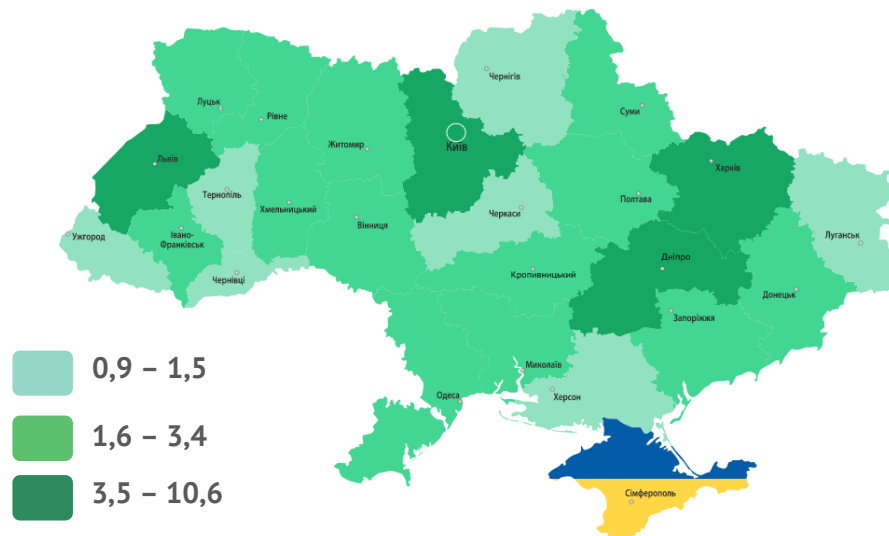 Чернігів
Луцьк
Рівне
Суми
Житомир
Київ
Львів
Харків
Тернопіль
Хмельницький
Черкаси
Полтава
Вінниця
Ужгород
Івано-
Франківськ
Луганськ
Чернівці
Кропивницький
Дніпро
Донецьк
Запоріжжя
Миколаїв
Одеса
Херсон
Сімферополь
0,9 – 1,5
1,6 – 3,4
3,5 – 10,6